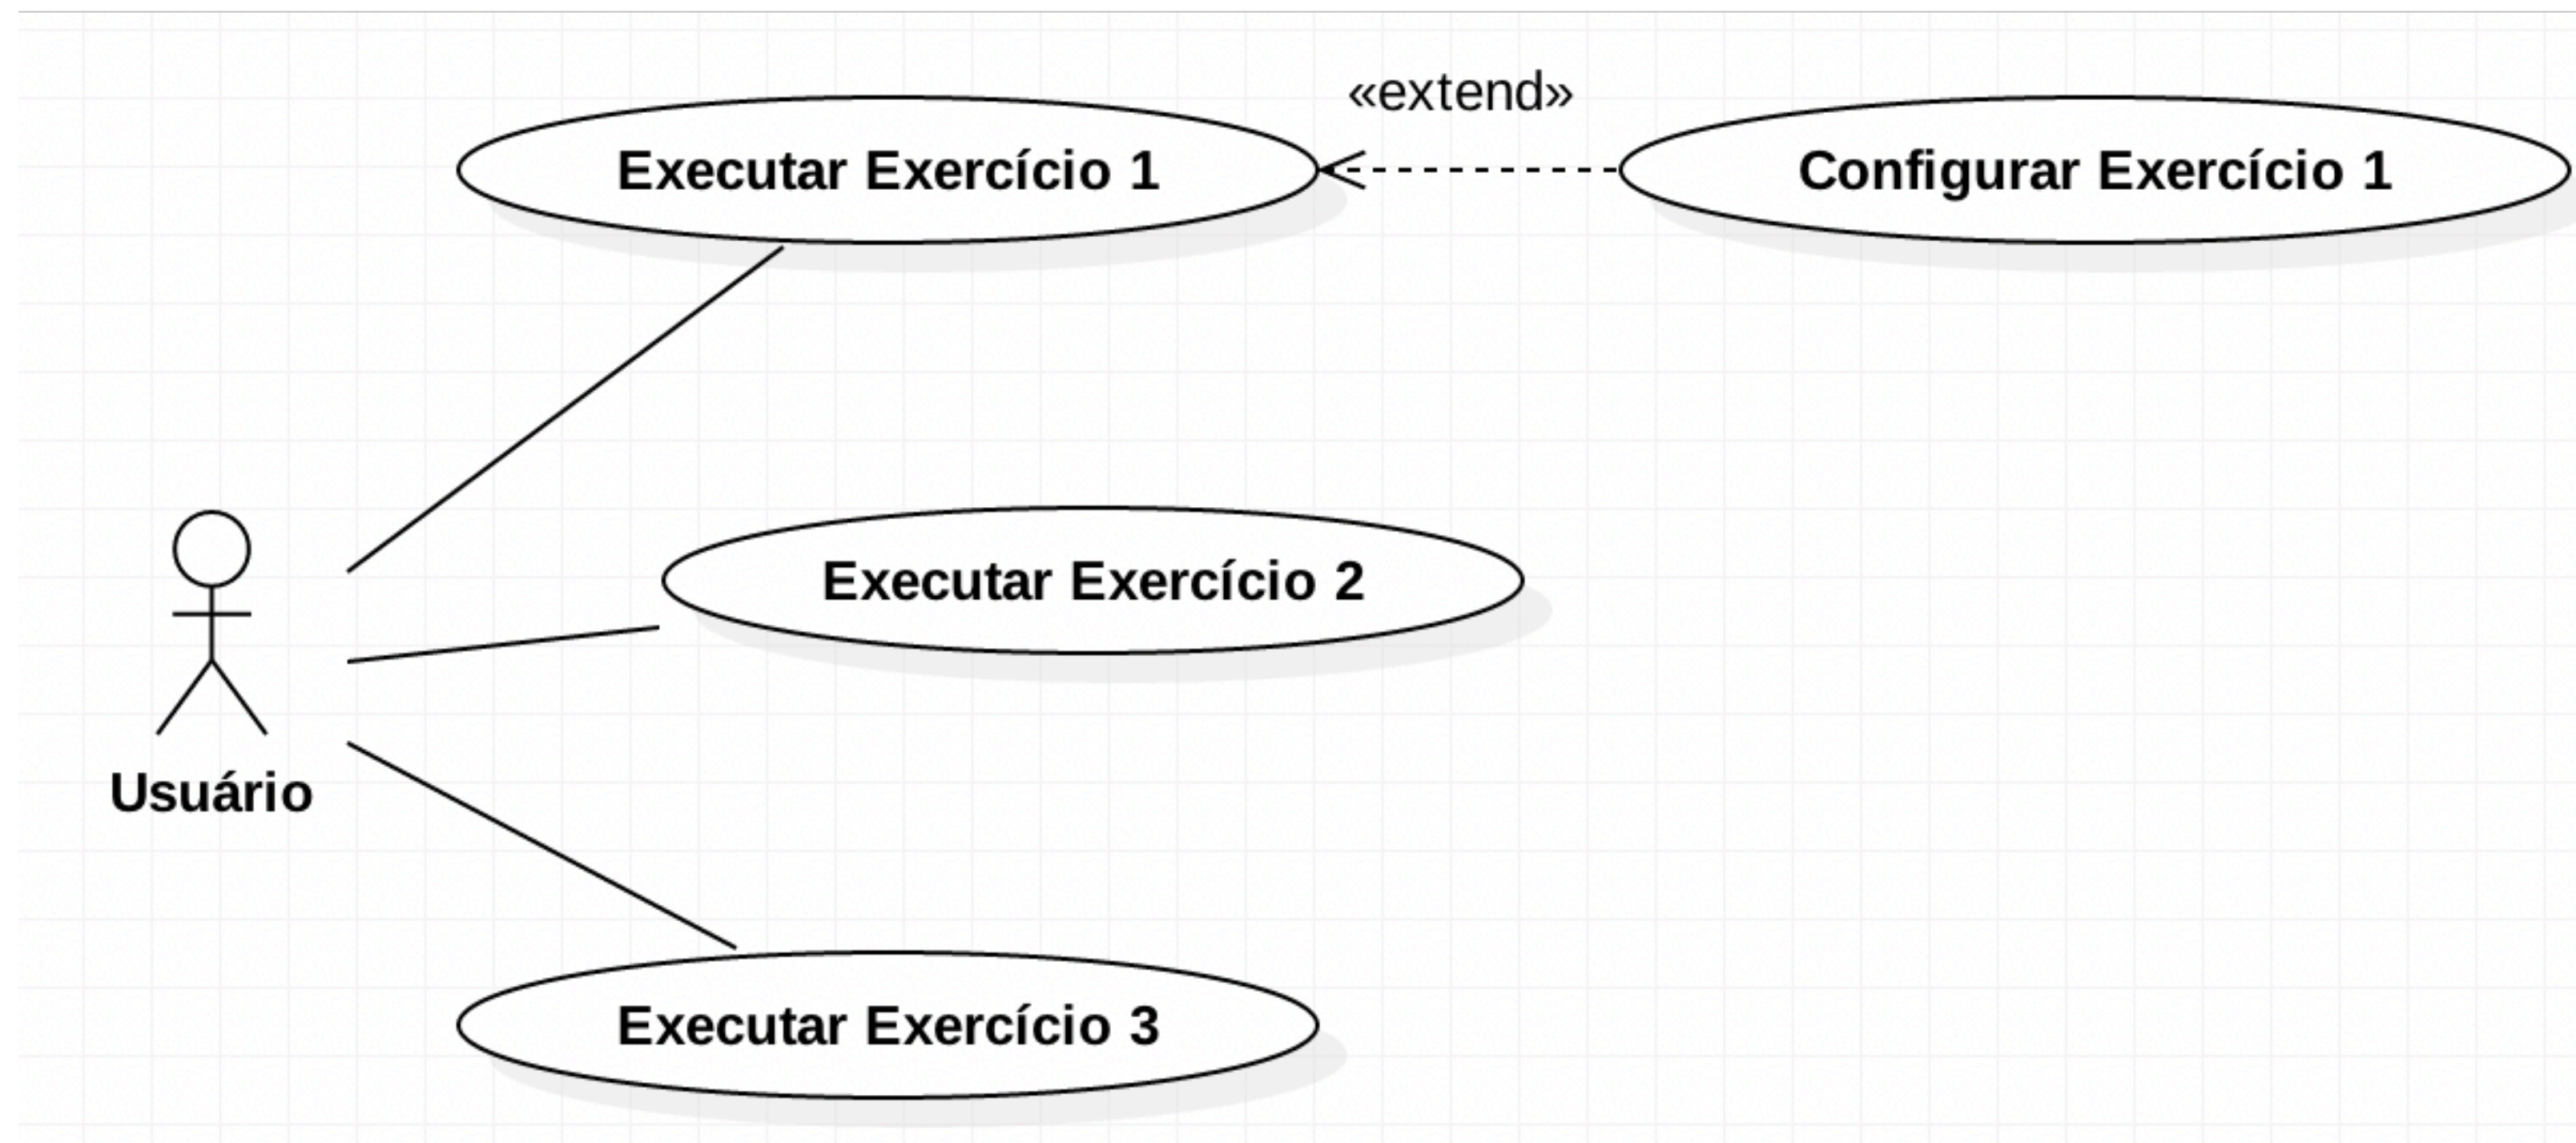 «extend»
Executar Exercício 1
Configurar Exercício 1
Executar Exercício 2
Usuário
Executar Exercício 3